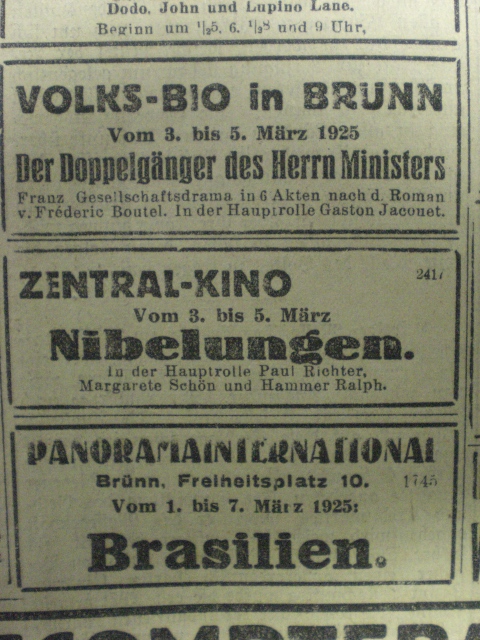 Dodo. John und Lupino Lane.
Beginn um ½5. 6. ½8 und 9 Uhr,
VOLKS-BIO in BRÜNN
Vom 3. bis 5. März 1925
Der Doppelgänger des Herrn Ministers
Franz Gesellschaftsdrama in 6 Akten nach d. Roman
v. Fréderic Boutel. In der Hauptrolle Gaston Jacquet.
ZENTRAL-KINO 2417
Vom 3. bis 5. März
Nibelungen.
In der Hauptrolle Paul Richter,
Margarete Schön und Hammer Ralph.
PANORAMA INTERNATIONAL
Brünn, Freiheitsplatz 10. 1745
Vom 1. bis 7. März 1925:
Brasilien.